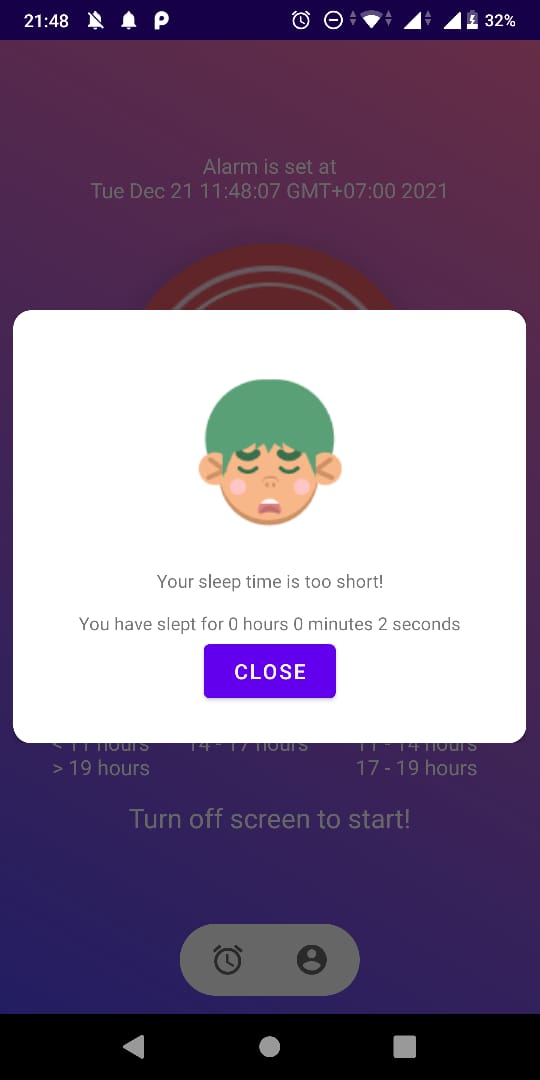 21:48
32%
Alarm is set at
Tue Dec 21 11:48:07 GMT+07:00 2021
Your sleep time is too short!
You have slept for 0 hours 0 minutes 2 seconds
CLOSE
< 11 hours 14 - 17 hours 11 - 14 hours
> 19 hours 17 - 19 hours
Turn off screen to start!